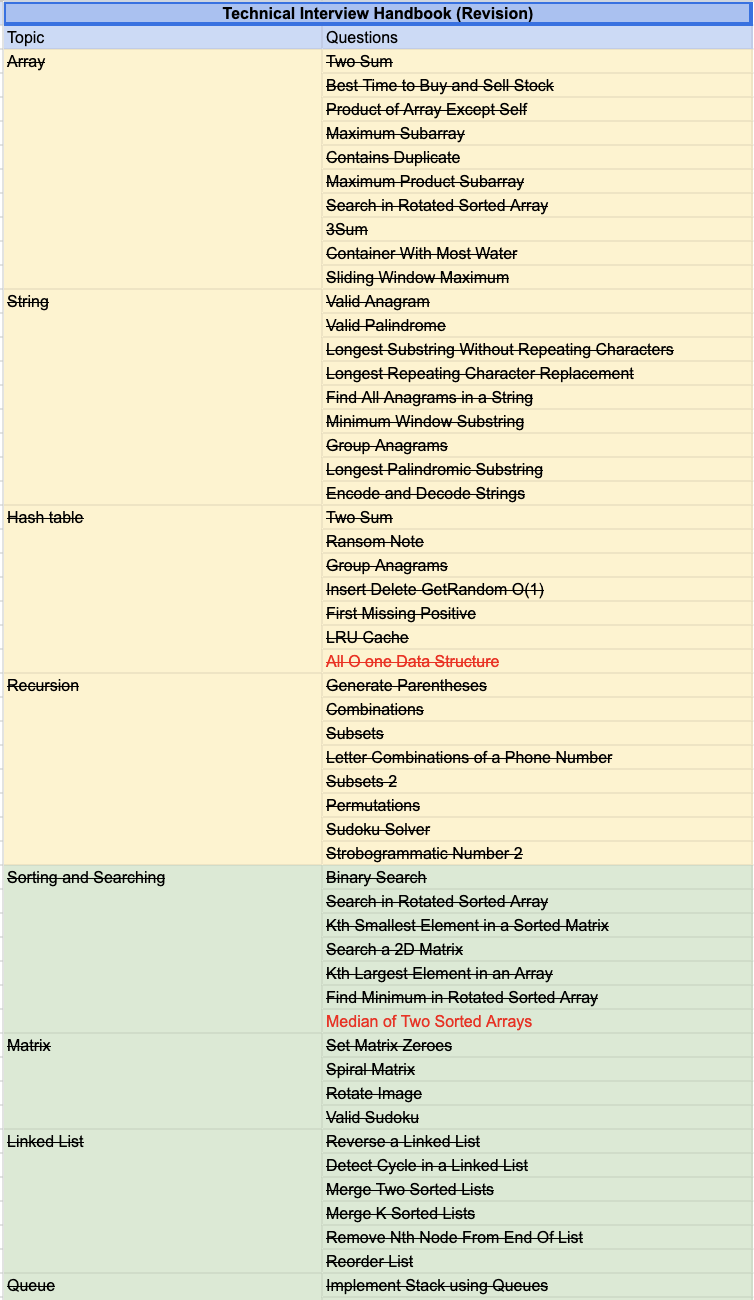 Technical Interview Handbook (Revision)
Topic Questions
Array Two Sum
Best Time to Buy and Sell Stock
Product of Array Except Self
Maximum Subarray
Contains Duplicate
Maximum Product Subarray
Search in Rotated Sorted Array
3Sum
Container With Most Water
Sliding Window Maximum
String Valid Anagram
Valid Palindrome
Longest Substring Without Repeating Characters
Longest Repeating Character Replacement
Find All Anagrams in a String
Minimum Window Substring
Group Anagrams
Longest Palindromic Substring
Encode and Decode Strings
Hash table Two Sum
Ransom Note
Group Anagrams
Insert Delete GetRandom O(1)
First Missing Positive
LRU Cache
All O one Data Structure
Recursion Generate Parentheses
Combinations
Subsets
Letter Combinations of a Phone Number
Subsets 2
Permutations
Sudoku Solver
Strobogrammatic Number 2
Sorting and Searching Binary Search
Search in Rotated Sorted Array
Kth Smallest Element in a Sorted Matrix
Search a 2D Matrix
Kth Largest Element in an Array
Find Minimum in Rotated Sorted Array
Median of Two Sorted Arrays
Matrix Set Matrix Zeroes
Spiral Matrix
Rotate Image
Valid Sudoku
Linked List Reverse a Linked List
Detect Cycle in a Linked List
Merge Two Sorted Lists
Merge K Sorted Lists
Remove Nth Node From End Of List
Reorder List
Queue Implement Stack using Queues